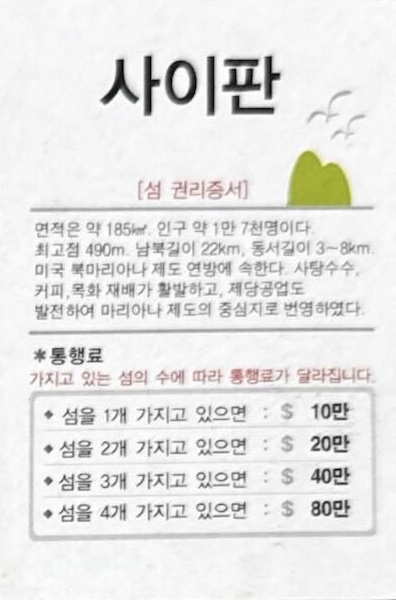 사이판
[섬 권리증서]
면적은 약 185㎢. 인구 약 1만 7천명이다.
최고점 490m. 남북길이 22km, 동서길이 3~8km.
미국 북마리아나 제도 연방에 속한다. 사탕수수,
커피,목화 재배가 활발하고, 제당공업도
발전하여 마리아나 제도의 중심지로 번영하였다.
*통행료
가지고 있는 섬의 수에 따라 통행료가 달라집니다.
◆ 섬을 1개 가지고 있으면 : $ 10만
◆ 섬을 2개 가지고 있으면 : $ 20만
◆ 섬을 3개 가지고 있으면 : $ 40만
◆ 섬을 4개 가지고 있으면 : $ 80만